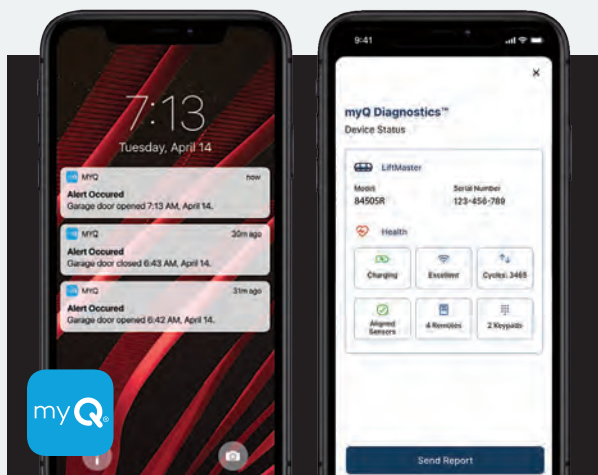 7:13
Tuesday, April 14
MYQ now
Alert Occured
Garage door opened 7:13 AM, April 14.
MYQ 30m ago
Alert Occured
Garage door closed 6:43 AM, April 14.
MYQ 31m ago
Alert Occured
Garage door opened 6:42 AM, April 14.
myQ
9:41
myQ Diagnostics™
Device Status
LiftMaster
Model Serial Number
84505R 123-456-789
Health
Charging Excellent Cycles: 3465
Aligned Sensors 4 Remotes 2 Keypads
Send Report